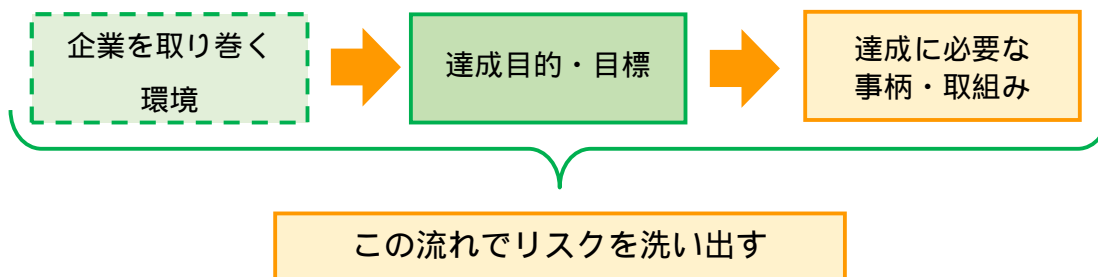 企業を取り巻く
環境
達成目的・目標
達成に必要な
事柄・取組み
この流れでリスクを洗い出す